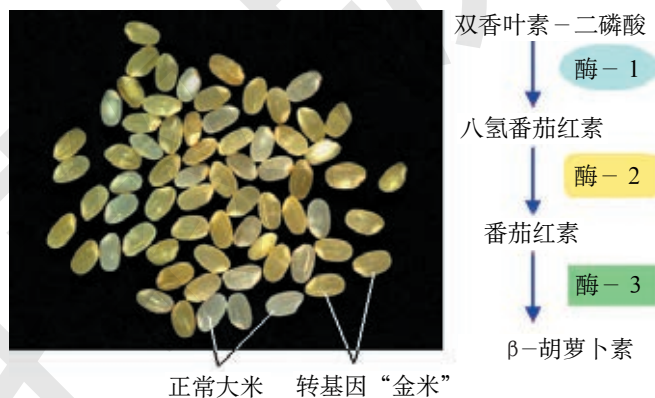 双香叶素－二磷酸
酶－1
八氢番茄红素
酶－2
番茄红素
酶－3
β－胡萝卜素
正常大米 转基因“金米”